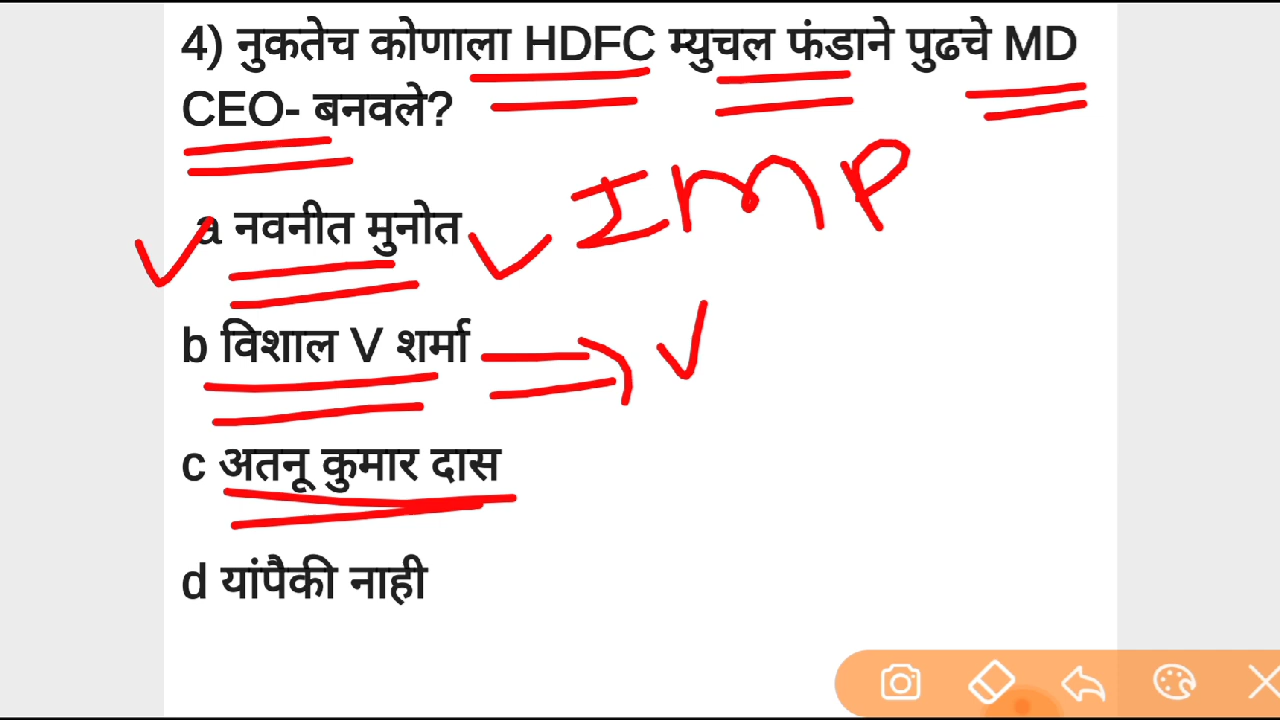 4) नुकतेच कोणाला HDFC म्युचल फंडाने पुढचे MD
CEO- बनवले?
a नवनीत मुनोत
IMP
b विशाल V शर्मा
c अतनू कुमार दास
d यांपैकी नाही